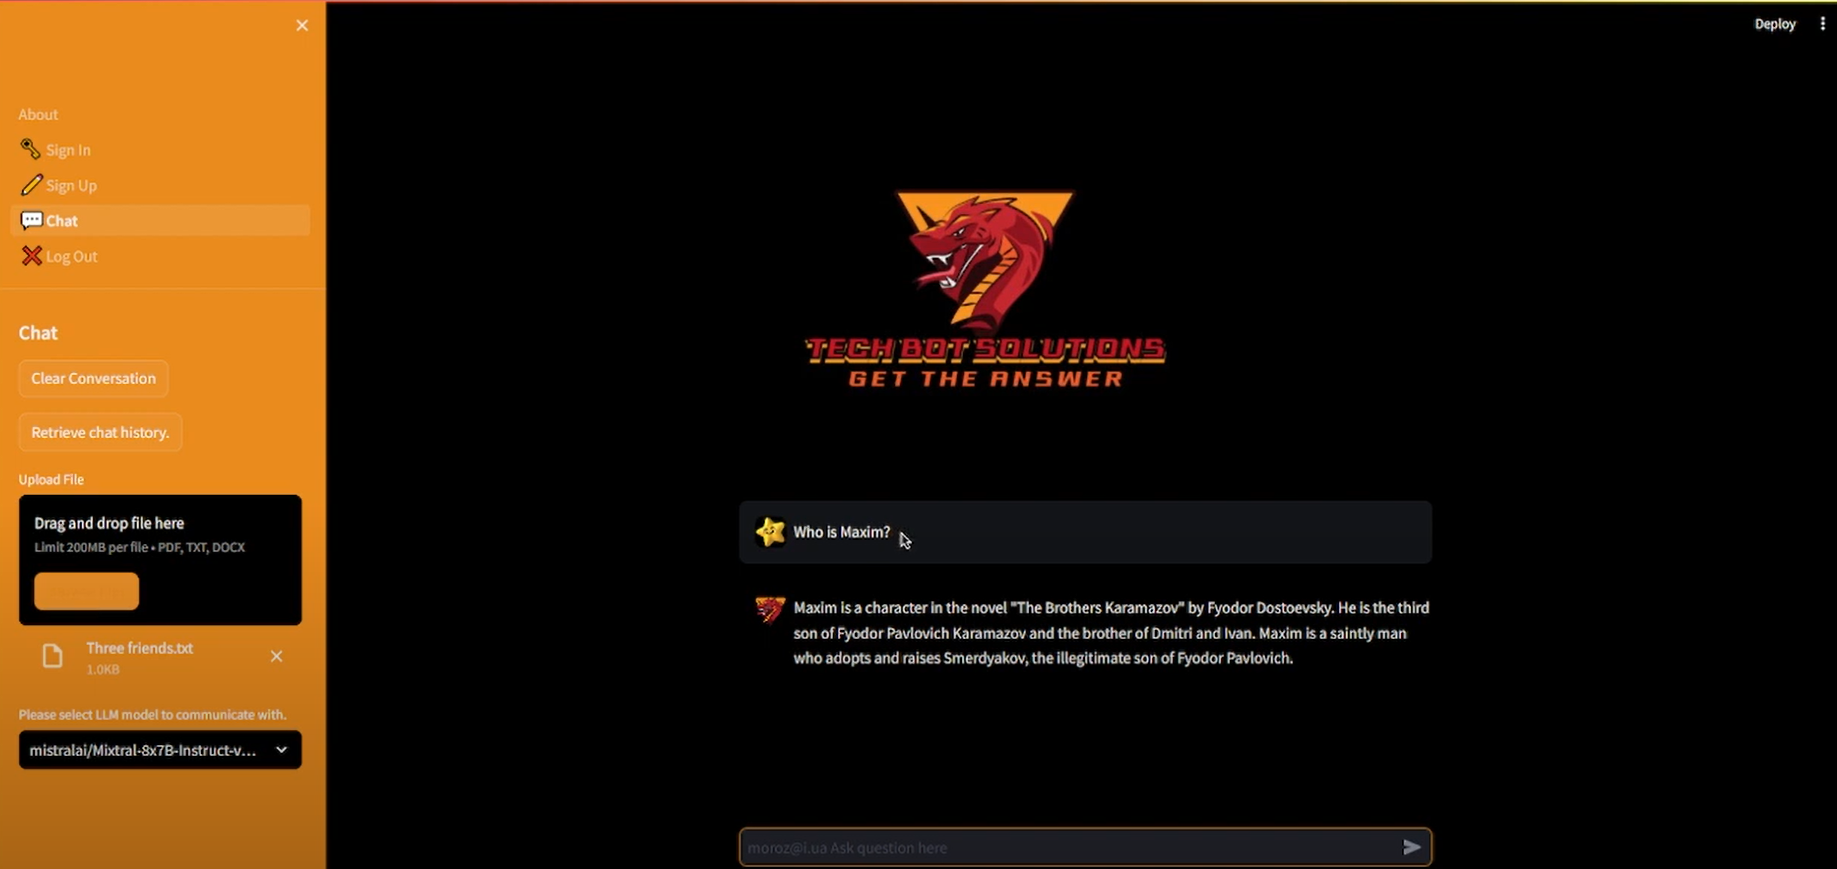 Deploy
About
Sign In
Sign Up
Chat
Log Out
Chat
Clear Conversation
Retrieve chat history.
Upload File
Drag and drop file here
Limit 200MB per file • PDF, TXT, DOCX
Three friends.txt
1.0KB
Please select LLM model to communicate with.
mistralai/Mixtral-8x7B-Instruct-v...
TECH BOT SOLUTIONS
GET THE ANSWER
Who is Maxim?
Maxim is a character in the novel "The Brothers Karamazov" by Fyodor Dostoevsky. He is the third
son of Fyodor Pavlovich Karamazov and the brother of Dmitri and Ivan. Maxim is a saintly man
who adopts and raises Smerdyakov, the illegitimate son of Fyodor Pavlovich.
moroz@i.ua Ask question here